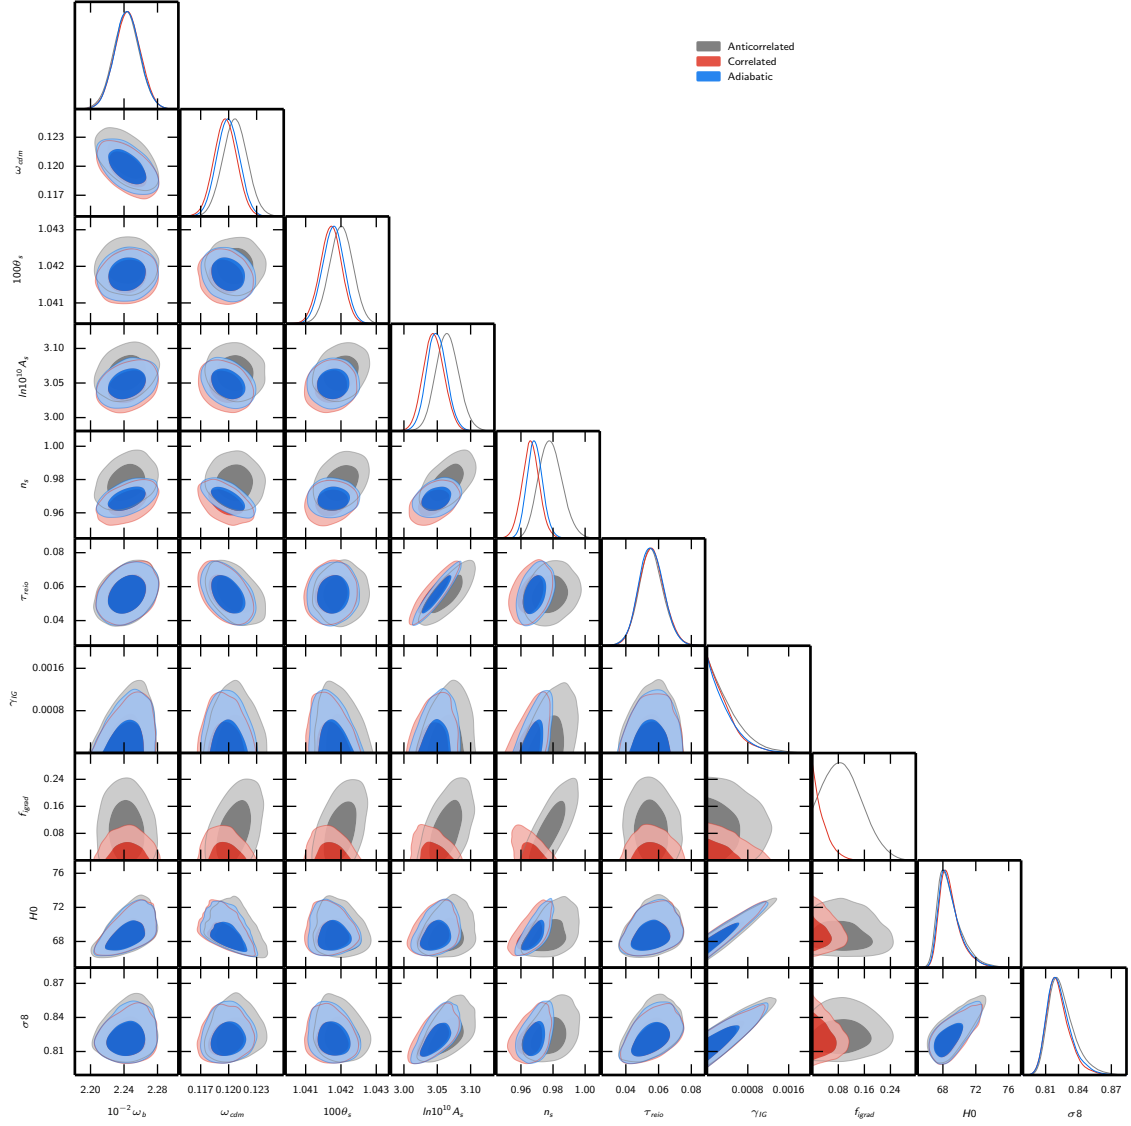 Anticorrelated
Correlated
Adiabatic
0.123
0.120
0.117
ω_cdm
1.043
1.042
1.041
100θ_s
3.10
3.05
3.00
ln10^10 A_s
1.00
0.98
0.96
n_s
0.08
0.06
0.04
τ_reio
0.0016
0.0008
γ_IG
0.24
0.16
0.08
f_igrad
76
72
68
H0
0.87
0.84
0.81
σ8
2.20 2.24 2.28 0.117 0.120 0.123 1.041 1.042 1.043 3.00 3.05 3.10 0.96 0.98 1.00 0.04 0.06 0.08 0.0008 0.0016 0.08 0.16 0.24 68 72 76 0.81 0.84 0.87
10^-2 ω_b ω_cdm 100θ_s ln10^10 A_s n_s τ_reio γ_IG f_igrad H0 σ8